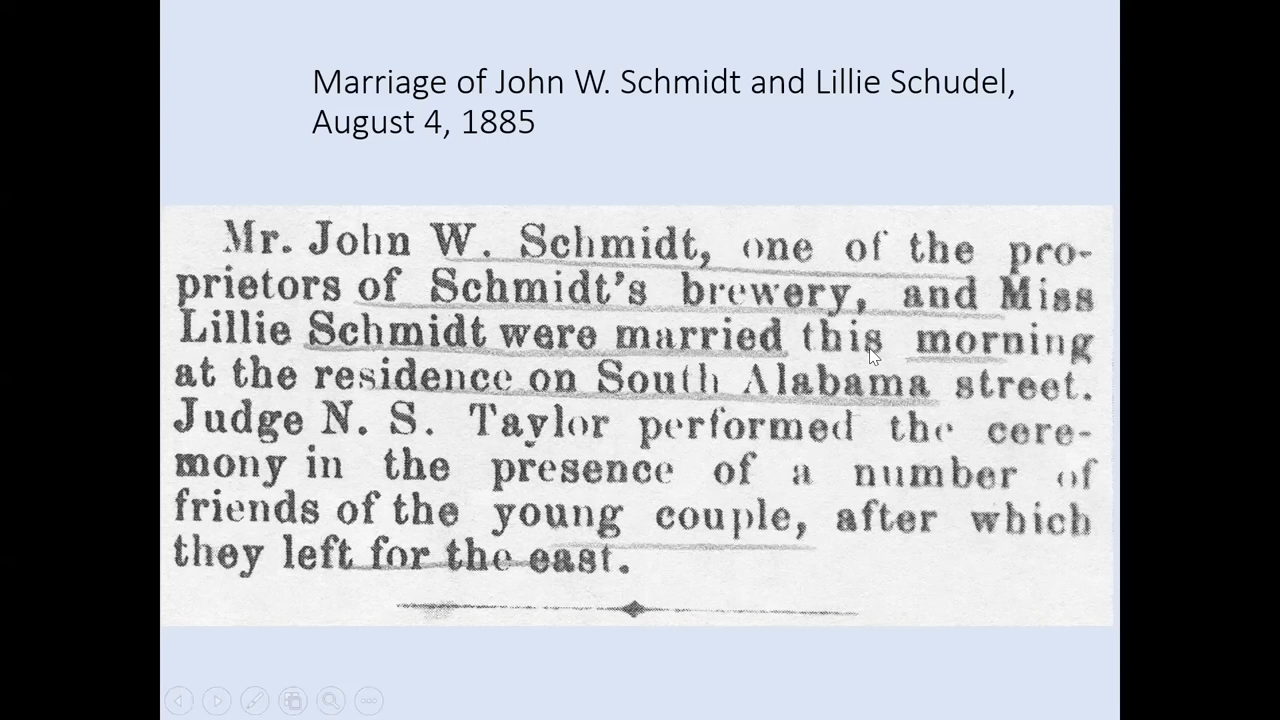 Marriage of John W. Schmidt and Lillie Schudel,
August 4, 1885
Mr. John W. Schmidt, one of the pro-
prietors of Schmidt's brewery, and Miss
Lillie Schmidt were married this morning
at the residence on South Alabama street.
Judge N. S. Taylor performed the cere-
mony in the presence of a number of
friends of the young couple, after which
they left for the east.